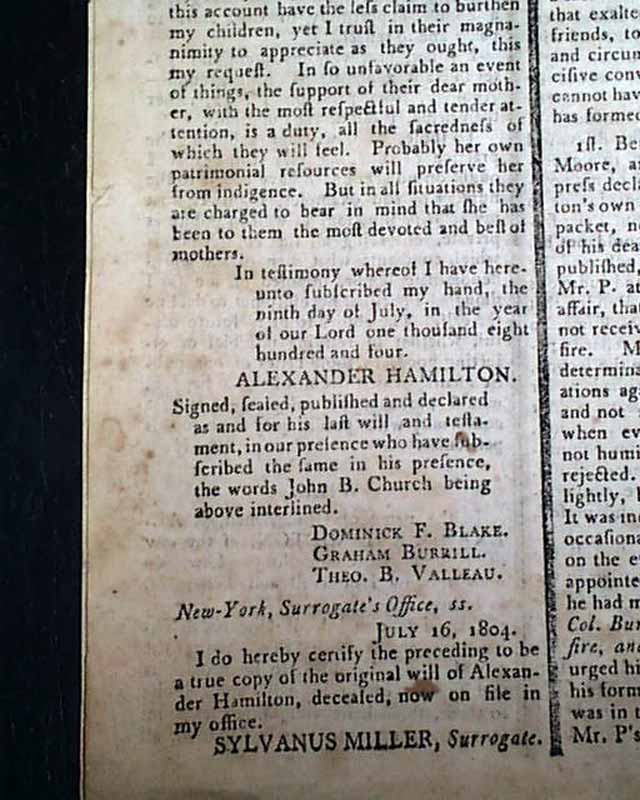 this account have the leſs claim to burthen
my children, yet I truſt in their magna-
nimity to appreciate as they ought, this
my requeſt. In ſo unfavorable an event
of things, the ſupport of their dear moth-
er, with the moſt reſpectful and tender at-
tention, is a duty, all the ſacredneſs of
which they will feel. Probably her own
patrimonial reſources will preſerve her
from indigence. But in all ſituations they
are charged to bear in mind that ſhe has
been to them the moſt devoted and beſt of
mothers.
In teſtimony whereof I have here-
unto ſubſcribed my hand, the
ninth day of July, in the year
of our Lord one thouſand eight
hundred and four.
ALEXANDER HAMILTON.
Signed, ſealed, publiſhed and declared
as and for his laſt will and teſta-
ment, in our preſence who have ſub-
ſcribed the ſame in his preſence,
the words John B. Church being
above interlined.
DOMINICK F. BLAKE.
GRAHAM BURRILL.
THEO. B. VALLEAU.
New-York, Surrogate's Office, ss.
JULY 16, 1804.
I do hereby certify the preceding to be
a true copy of the original will of Alexan-
der Hamilton, deceaſed, now on file in
my office.
SYLVANUS MILLER, Surrogate.
that exalte
friends, to
and circum
ciſive conv
cannot hav
has formed
1ſt. Be
Moore, a
preſs decla
ton's own
packet, n
of his dea
publiſhed,
Mr. P. at
affair, tha
not receiv
fire. M
determina
ations ag
and not
when ev
not humi
rejected.
lightly, 
It was in
occaſiona
on the e
appointe
he had m
Col. Bur
fire, and
urged hi
his form
was in t
Mr. P's